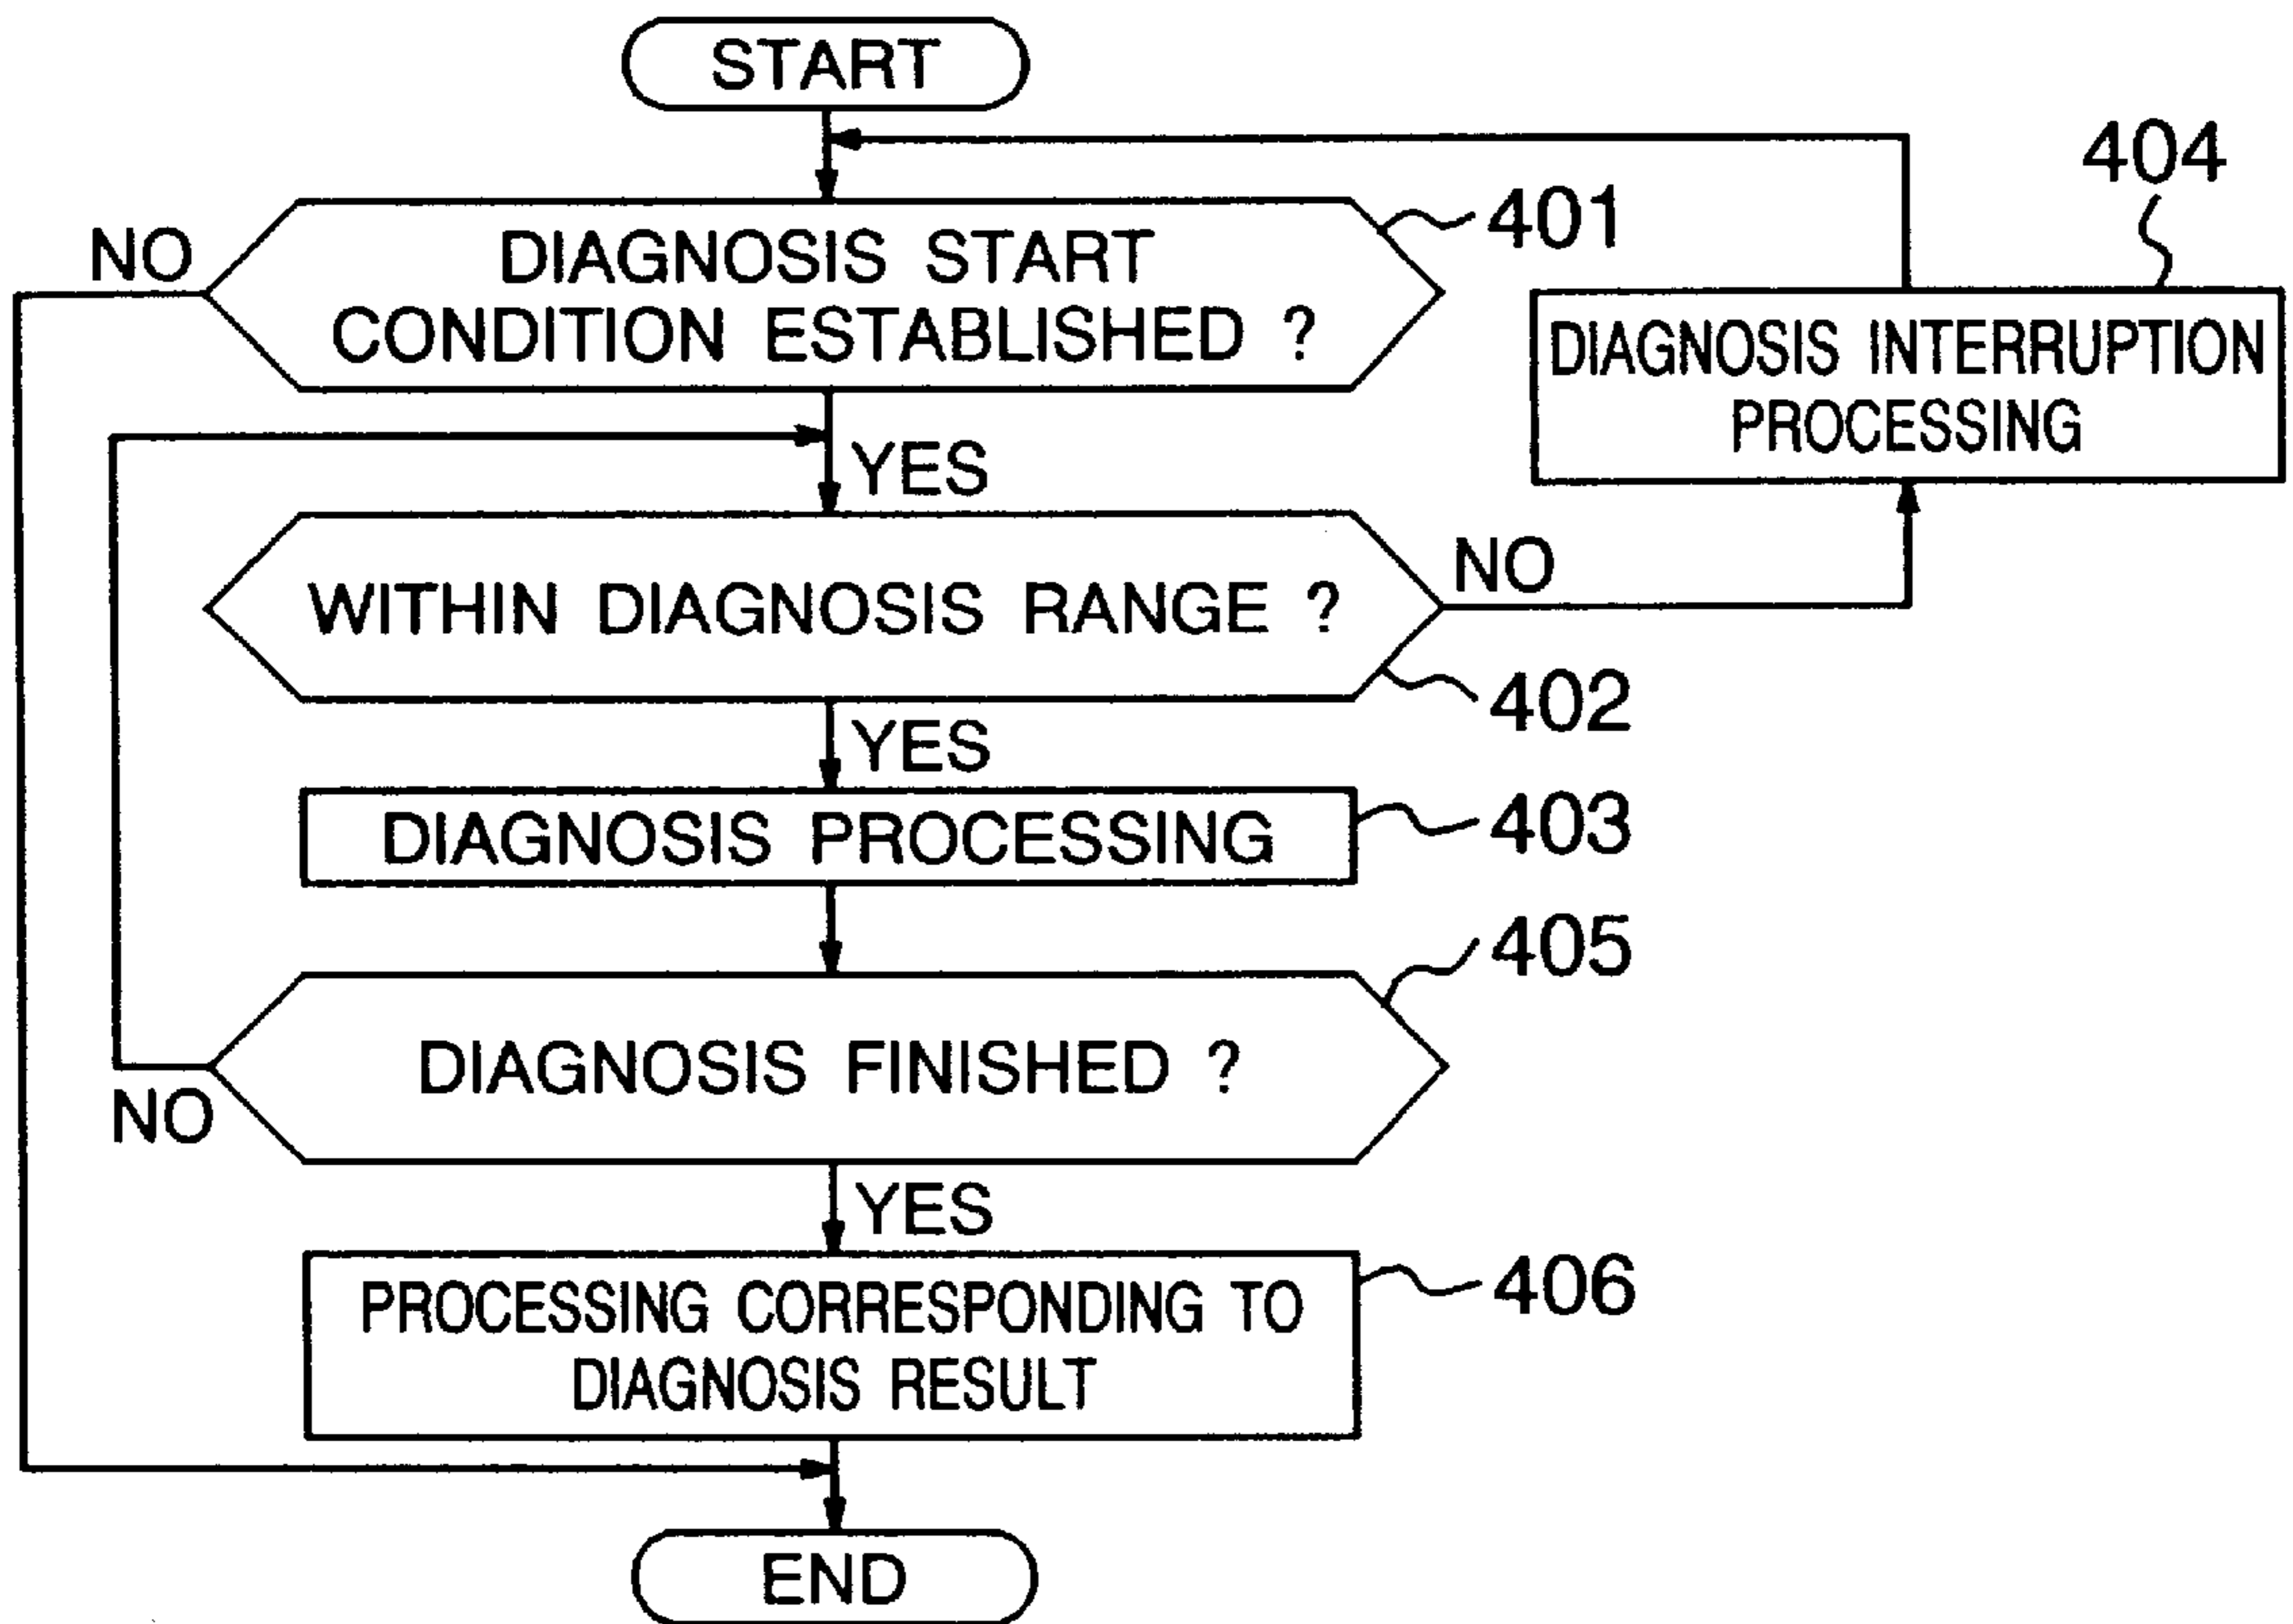 START
404
401
NO
DIAGNOSIS START
CONDITION ESTABLISHED ?
DIAGNOSIS INTERRUPTION
PROCESSING
YES
NO
WITHIN DIAGNOSIS RANGE ?
402
YES
DIAGNOSIS PROCESSING
403
405
DIAGNOSIS FINISHED ?
NO
YES
PROCESSING CORRESPONDING TO
DIAGNOSIS RESULT
406
END